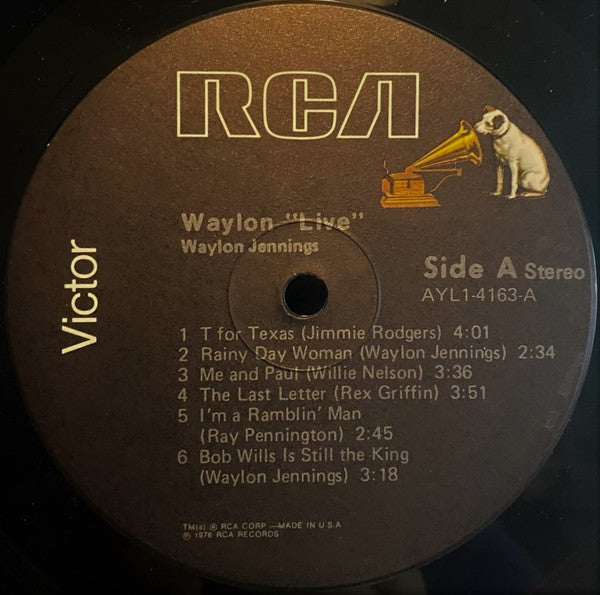 RCA
Victor
Waylon "Live"
Waylon Jennings
Side A Stereo
AYL1-4163-A
1 T for Texas (Jimmie Rodgers) 4:01
2 Rainy Day Woman (Waylon Jennings) 2:34
3 Me and Paul (Willie Nelson) 3:36
4 The Last Letter (Rex Griffin) 3:51
5 I'm a Ramblin' Man
(Ray Pennington) 2:45
6 Bob Wills Is Still the King
(Waylon Jennings) 3:18
TM(s) ® RCA CORP —MADE IN U.S.A
℗ 1976 RCA RECORDS